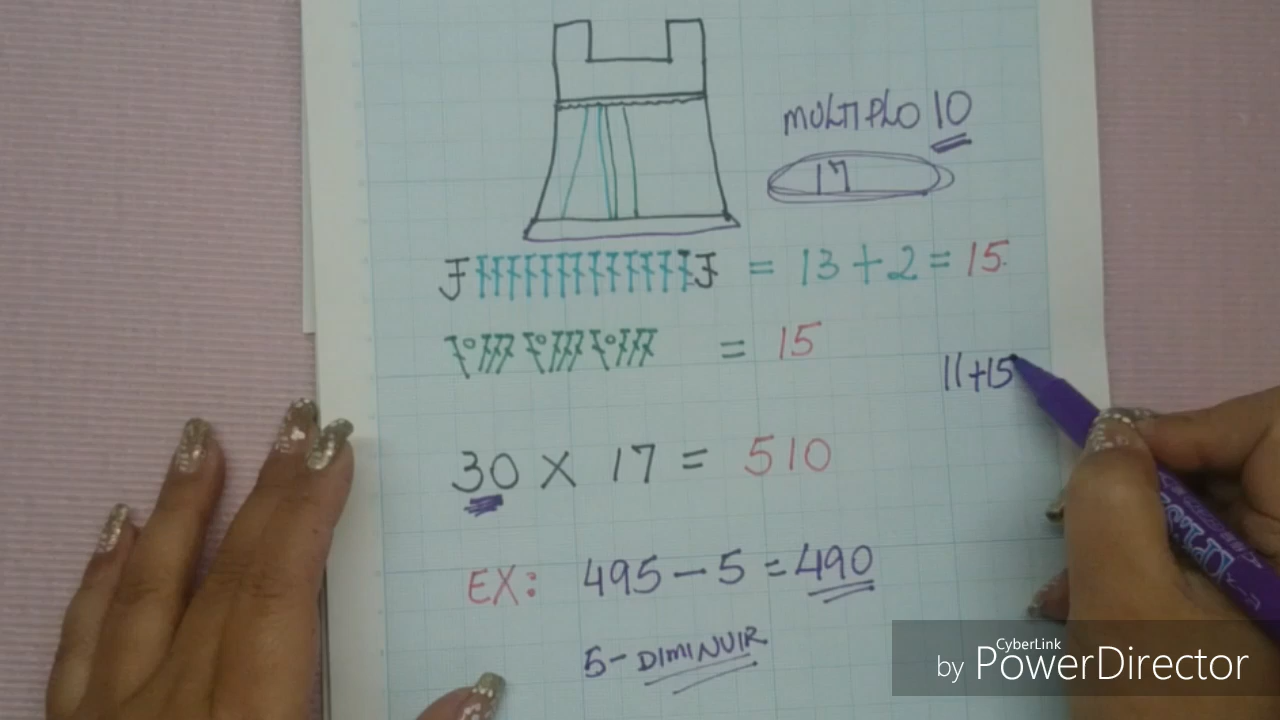 MULTIPLO 10
17
= 13 + 2 = 15.
= 15
11+15
30 X 17 = 510
EX: 495 - 5 = 490
5 - DIMINUIR
CyberLink
by PowerDirector